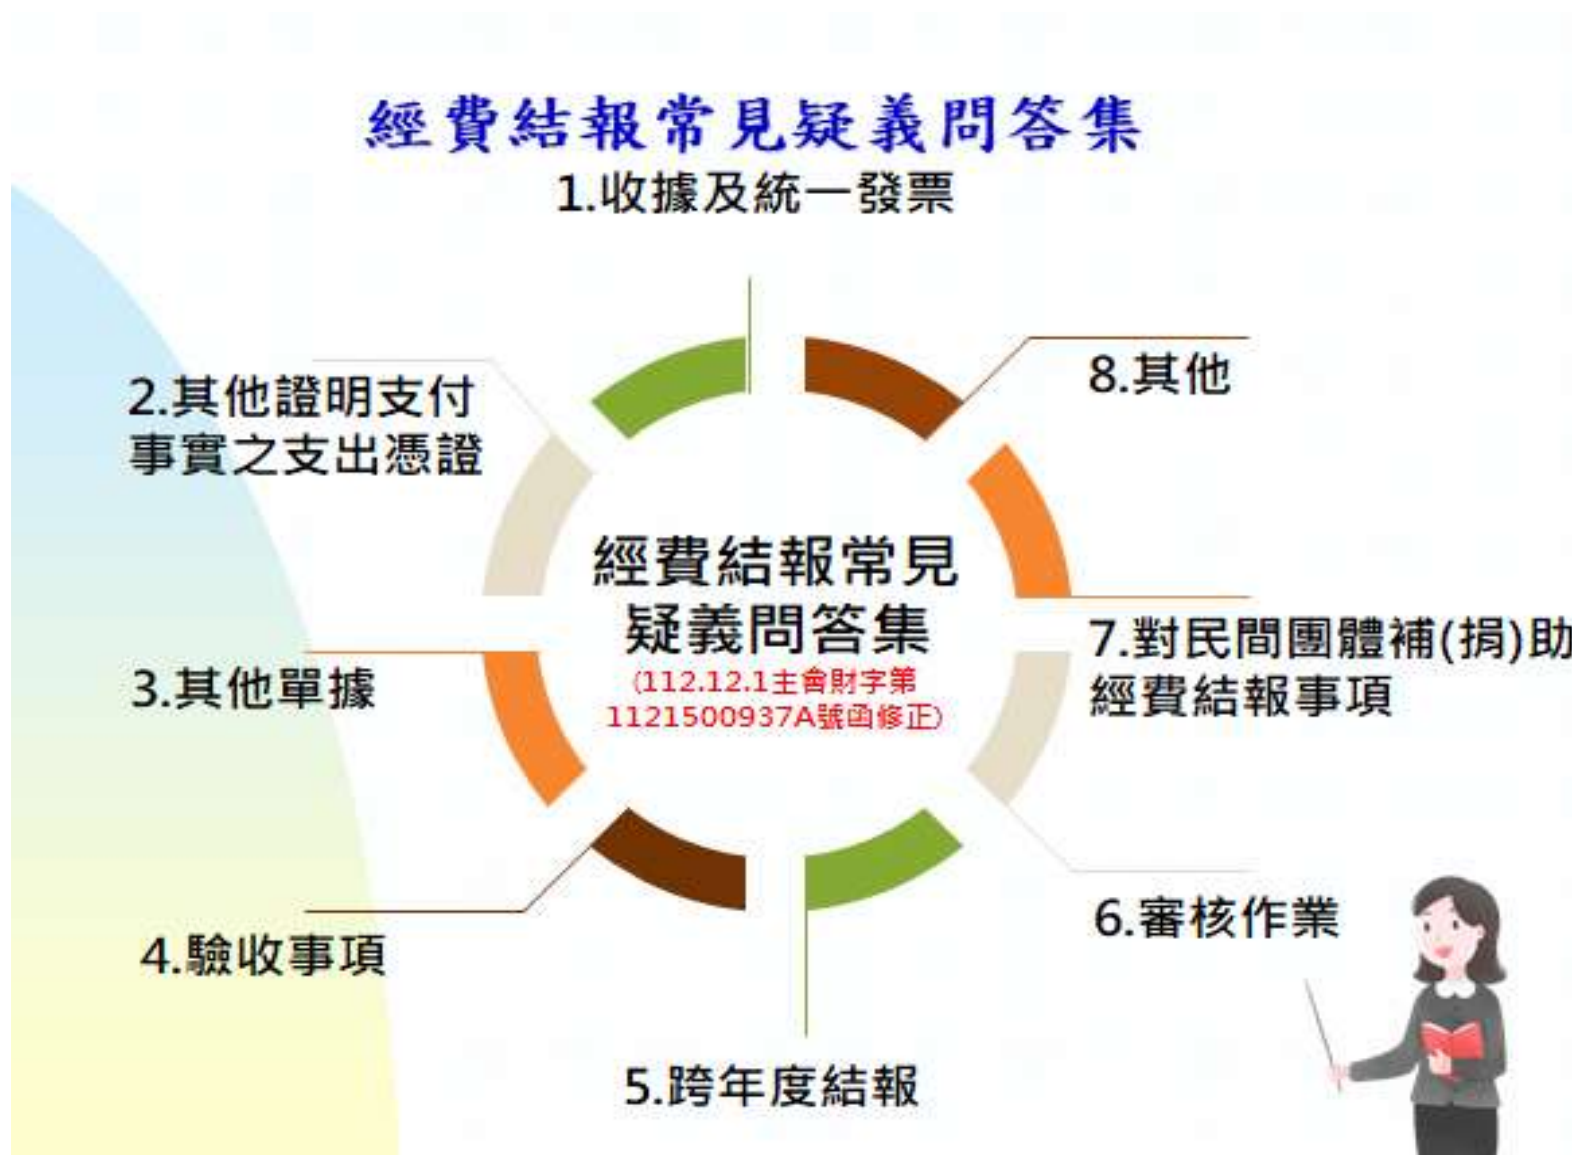 經費結報常見疑義問答集
1.收據及統一發票
2.其他證明支付
事實之支出憑證
3.其他單據
4.驗收事項
5.跨年度結報
6.審核作業
7.對民間團體補(捐)助
經費結報事項
8.其他
經費結報常見
疑義問答集
(112.12.1主會財字第
1121500937A號函修正)